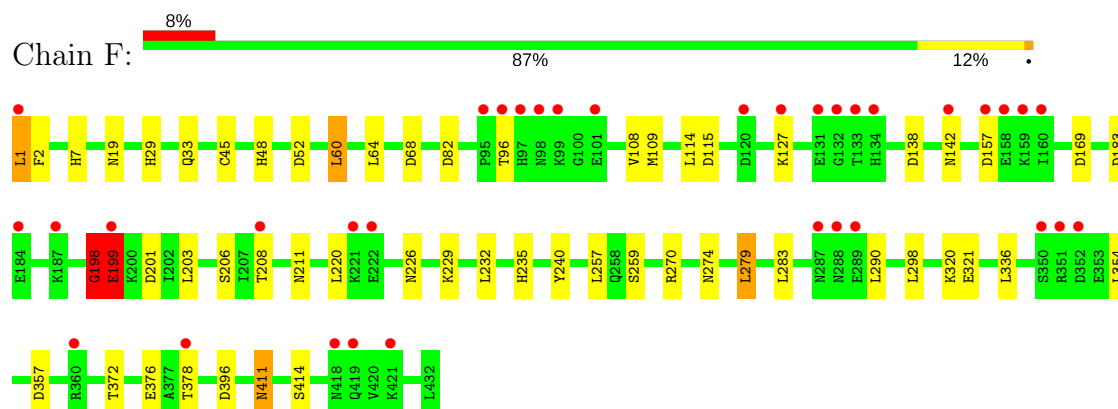 8%
Chain F:
87% 12% •
L1 F2 H7 N19 H29 Q33 C45 H48 D52 L60 L64 D68 D82 P95 T96 H97 N98 K99 G100 E101 V108 M109 L114 D115 D120 K127 E131 G132 T133 H134 D138 N142 D157 E158 K159 I160 D169
E184 K187 G198 E199 K200 D201 I202 L203 S206 I207 T208 N211 L220 K221 E222 N226 K229 L232 H235 Y240 L257 Q258 S259 R270 N274 L279 L283 N287 N288 E289 L290 L298 K320 E321 L336 S350 R351 D352 E353 L354
D357 R360 T372 E376 A377 T378 D396 N411 S414 N418 Q419 V420 K421 L432